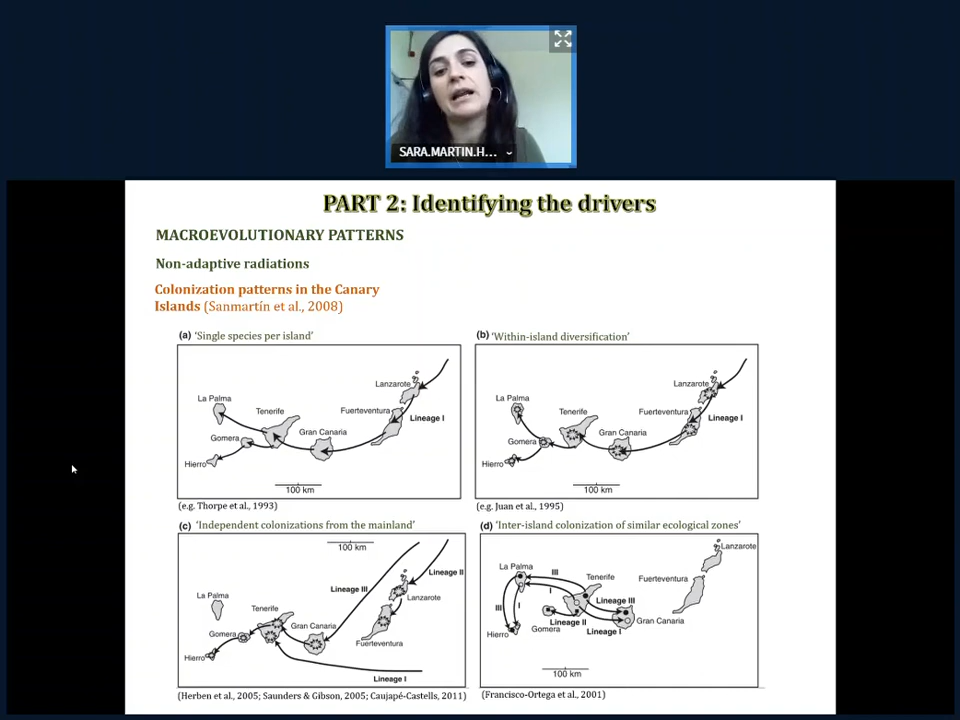 SARA.MARTIN.H...
PART 2: Identifying the drivers
MACROEVOLUTIONARY PATTERNS
Non-adaptive radiations
Colonization patterns in the Canary
Islands (Sanmartín et al., 2008)
(a) 'Single species per island'
Lanzarote
La Palma
Tenerife
Fuerteventura
Lineage I
Gran Canaria
Gomera
Hierro
100 km
(e.g. Thorpe et al., 1993)
(b) 'Within-island diversification'
Lanzarote
La Palma
Tenerife
Fuerteventura
Lineage I
Gran Canaria
Gomera
Hierro
100 km
(e.g. Juan et al., 1995)
(c) 'Independent colonizations from the mainland'
100 km
Lineage II
Lineage III
La Palma
Lanzarote
Tenerife
Gran Canaria
Gomera
Fuerteventura
Hierro
Lineage I
(Herben et al., 2005; Saunders & Gibson, 2005; Caujapé-Castells, 2011)
(d) 'Inter-island colonization of similar ecological zones'
Lanzarote
La Palma
III
Tenerife
Fuerteventura
I
Lineage III
III
I
Lineage II
Gran Canaria
Gomera
Lineage I
Hierro
100 km
(Francisco-Ortega et al., 2001)